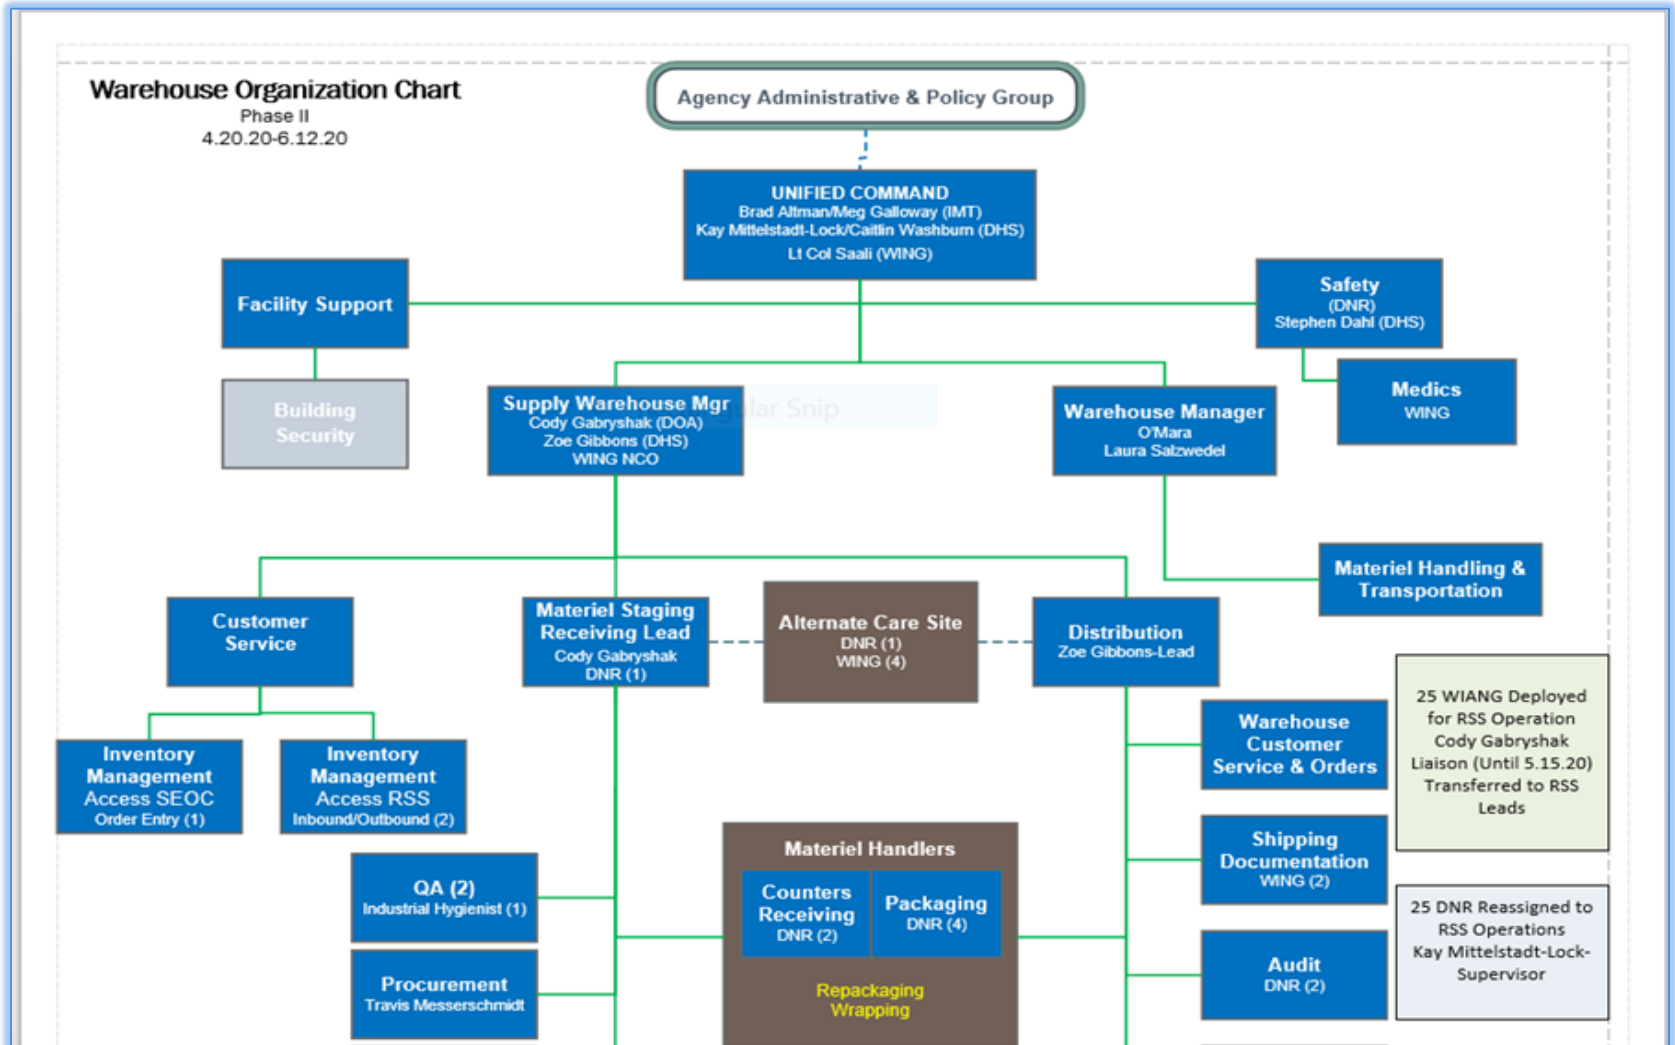 Warehouse Organization Chart
Phase II
4.20.20-6.12.20
Agency Administrative & Policy Group
UNIFIED COMMAND
Brad Altman/Meg Galloway (IMT)
Kay Mittelstadt-Lock/Caitlin Washburn (DHS)
Lt Col Saali (WING)
Facility Support
Building
Security
Safety
(DNR)
Stephen Dahl (DHS)
Medics
WING
Supply Warehouse Mgr
Cody Gabryshak (DOA)
Zoe Gibbons (DHS)
WING NCO
Snip
Warehouse Manager
O'Mara
Laura Salzwedel
Materiel Handling &
Transportation
Customer
Service
Materiel Staging
Receiving Lead
Cody Gabryshak
DNR (1)
Alternate Care Site
DNR (1)
WING (4)
Distribution
Zoe Gibbons-Lead
Inventory
Management
Access SEOC
Order Entry (1)
Inventory
Management
Access RSS
Inbound/Outbound (2)
Warehouse
Customer
Service & Orders
25 WIANG Deployed
for RSS Operation
Cody Gabryshak
Liaison (Until 5.15.20)
Transferred to RSS
Leads
QA (2)
Industrial Hygienist (1)
Materiel Handlers
Counters
Receiving
DNR (2)
Packaging
DNR (4)
Repackaging
Wrapping
Shipping
Documentation
WING (2)
Procurement
Travis Messerschmidt
Audit
DNR (2)
25 DNR Reassigned to
RSS Operations
Kay Mittelstadt-Lock-
Supervisor